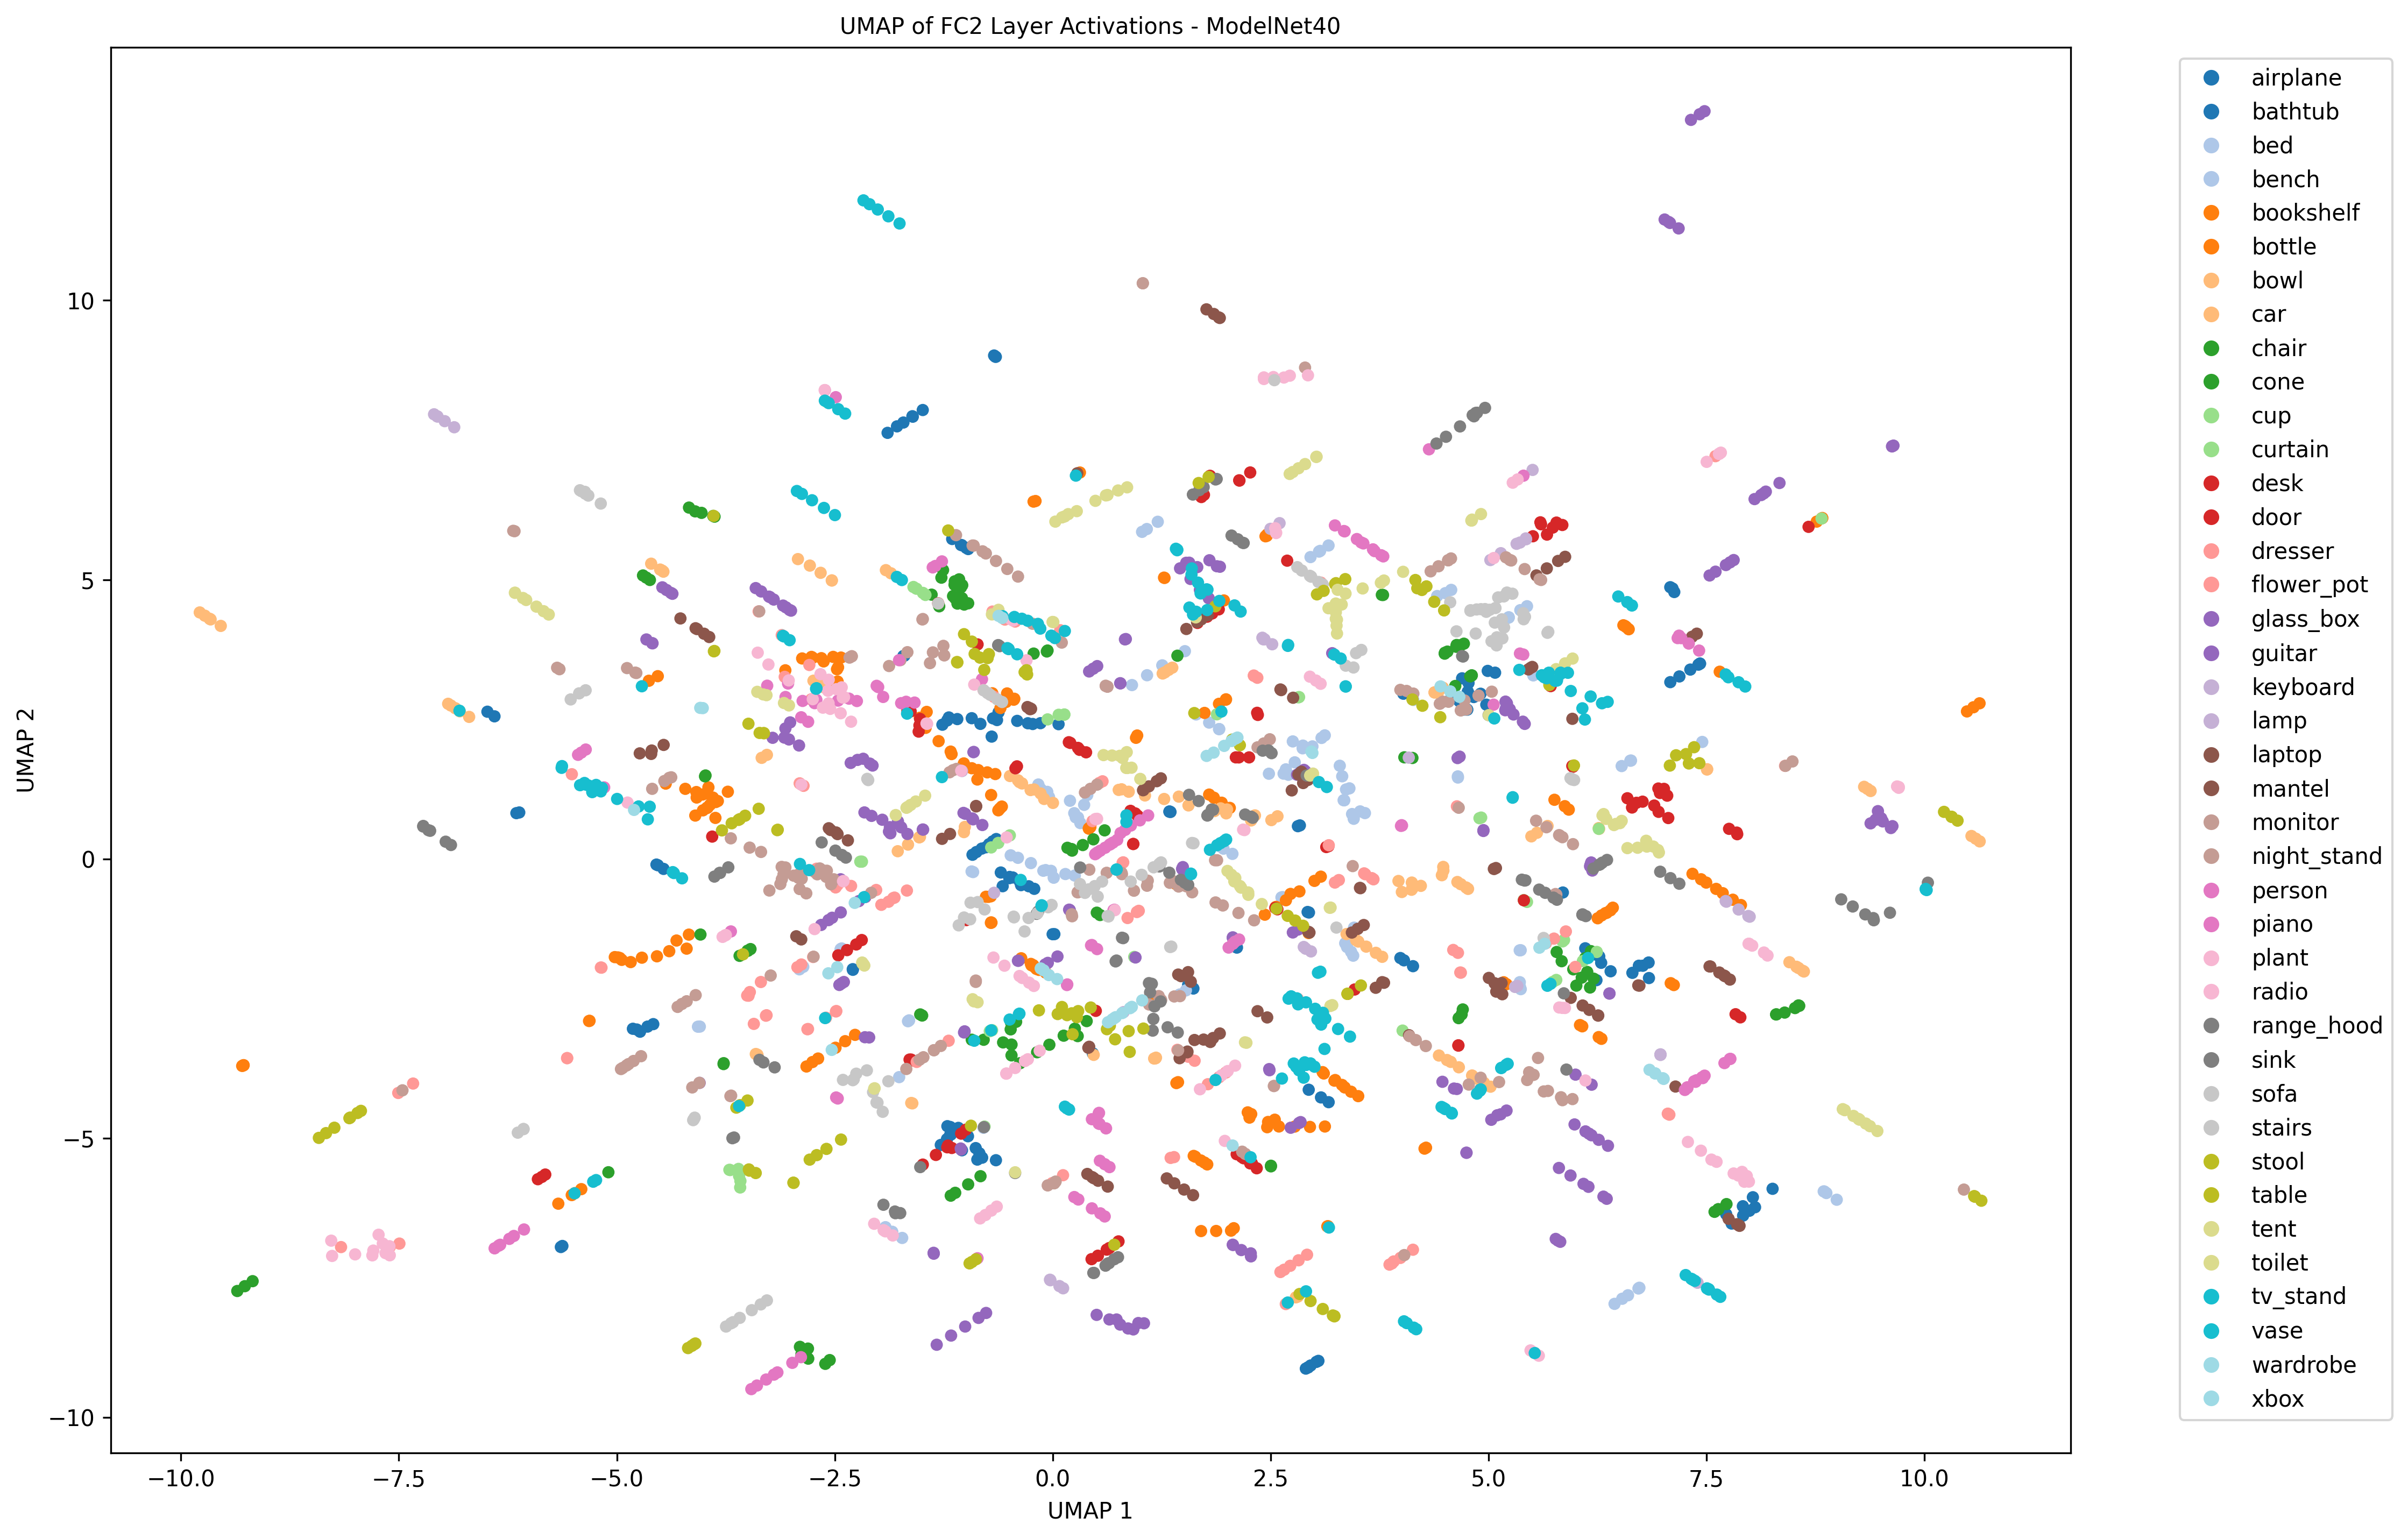 UMAP of FC2 Layer Activations - ModelNet40
UMAP 2
10
5
0
−5
−10
−10.0 −7.5 −5.0 −2.5 0.0 2.5 5.0 7.5 10.0
UMAP 1
airplane
bathtub
bed
bench
bookshelf
bottle
bowl
car
chair
cone
cup
curtain
desk
door
dresser
flower_pot
glass_box
guitar
keyboard
lamp
laptop
mantel
monitor
night_stand
person
piano
plant
radio
range_hood
sink
sofa
stairs
stool
table
tent
toilet
tv_stand
vase
wardrobe
xbox